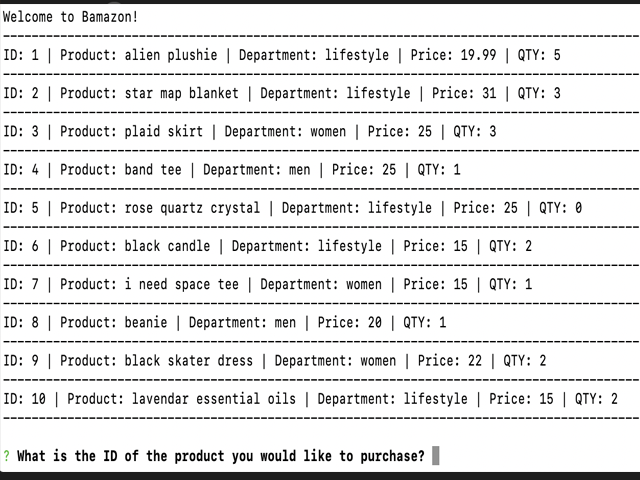 Welcome to Bamazon!
--------------------------------------------------------------------------------
ID: 1 | Product: alien plushie | Department: lifestyle | Price: 19.99 | QTY: 5
--------------------------------------------------------------------------------
ID: 2 | Product: star map blanket | Department: lifestyle | Price: 31 | QTY: 3
--------------------------------------------------------------------------------
ID: 3 | Product: plaid skirt | Department: women | Price: 25 | QTY: 3
--------------------------------------------------------------------------------
ID: 4 | Product: band tee | Department: men | Price: 25 | QTY: 1
--------------------------------------------------------------------------------
ID: 5 | Product: rose quartz crystal | Department: lifestyle | Price: 25 | QTY: 0
--------------------------------------------------------------------------------
ID: 6 | Product: black candle | Department: lifestyle | Price: 15 | QTY: 2
--------------------------------------------------------------------------------
ID: 7 | Product: i need space tee | Department: women | Price: 15 | QTY: 1
--------------------------------------------------------------------------------
ID: 8 | Product: beanie | Department: men | Price: 20 | QTY: 1
--------------------------------------------------------------------------------
ID: 9 | Product: black skater dress | Department: women | Price: 22 | QTY: 2
--------------------------------------------------------------------------------
ID: 10 | Product: lavendar essential oils | Department: lifestyle | Price: 15 | QTY: 2
--------------------------------------------------------------------------------
? What is the ID of the product you would like to purchase?